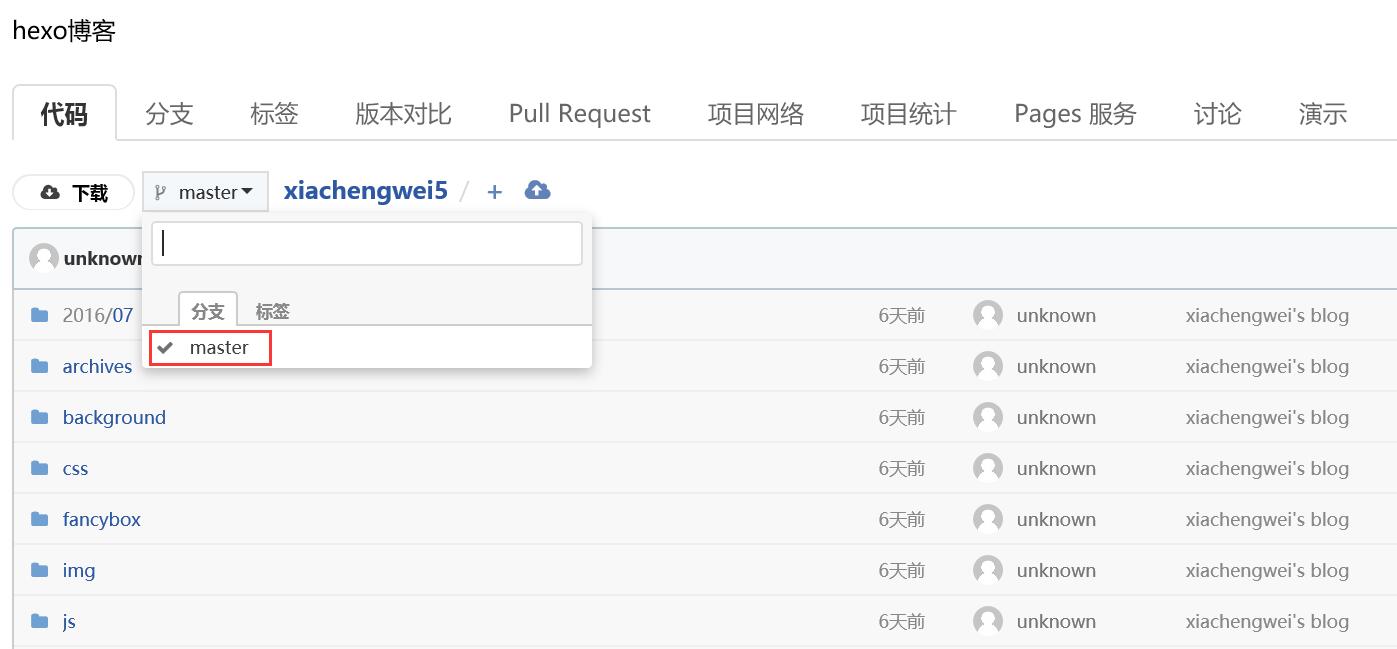 hexo博客
代码 分支 标签 版本对比 Pull Request 项目网络 项目统计 Pages 服务 讨论 演示
下载 master xiachengwei5 / +
unknown
分支 标签
master
2016/07 6天前 unknown xiachengwei's blog
archives 6天前 unknown xiachengwei's blog
background 6天前 unknown xiachengwei's blog
css 6天前 unknown xiachengwei's blog
fancybox 6天前 unknown xiachengwei's blog
img 6天前 unknown xiachengwei's blog
js 6天前 unknown xiachengwei's blog